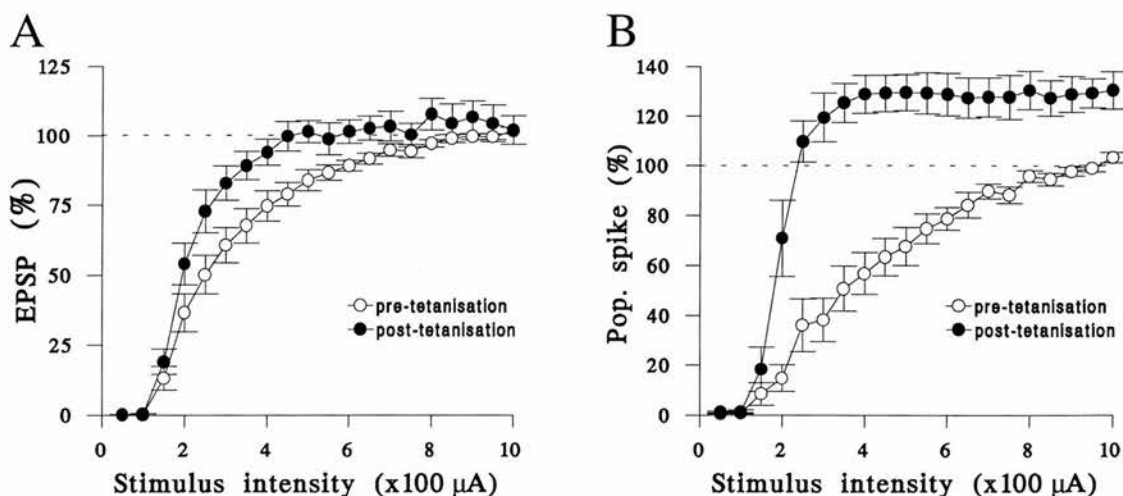 A
EPSP (%)
125
100
75
50
25
0
0 2 4 6 8 10
Stimulus intensity (x100 µA)
pre-tetanisation
post-tetanisation
B
Pop. spike (%)
140
120
100
80
60
40
20
0
0 2 4 6 8 10
Stimulus intensity (x100 µA)
pre-tetanisation
post-tetanisation